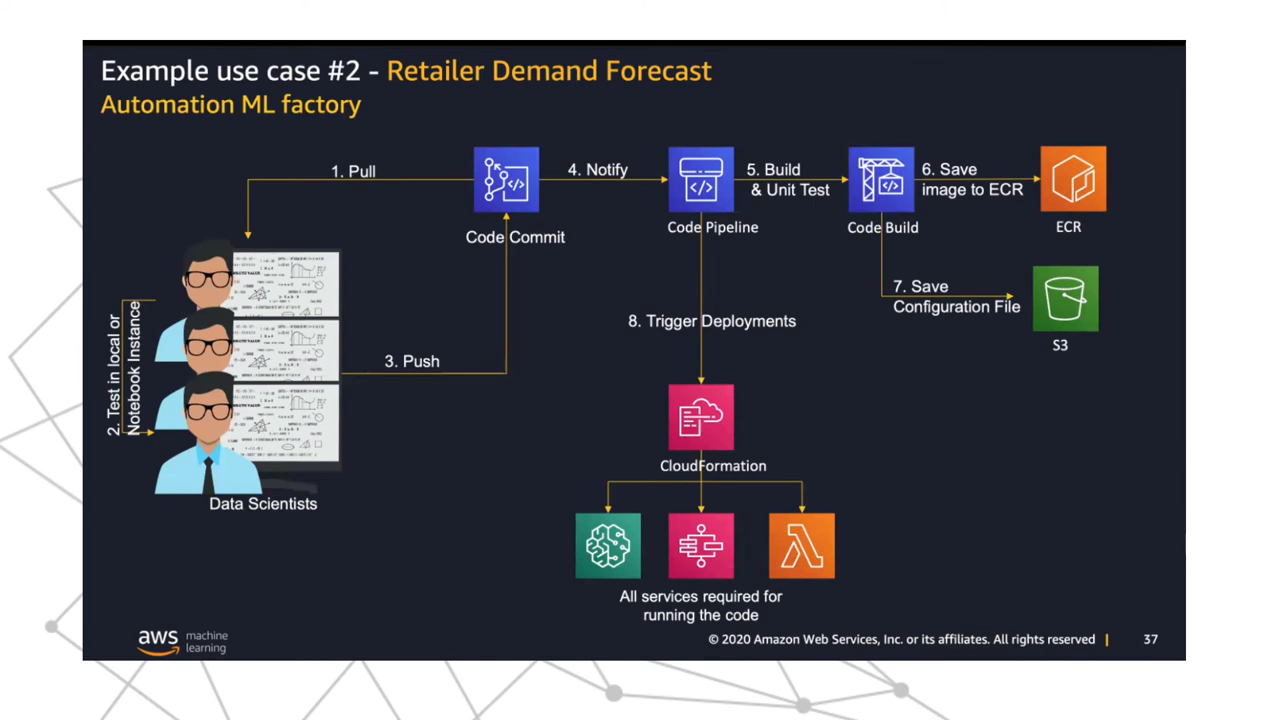 Example use case #2 - Retailer Demand Forecast
Automation ML factory
1. Pull
4. Notify
5. Build
& Unit Test
6. Save
image to ECR
Code Commit
Code Pipeline
Code Build
ECR
7. Save
Configuration File
S3
8. Trigger Deployments
2. Test in local or
Notebook Instance
3. Push
Data Scientists
CloudFormation
All services required for
running the code
aws machine
learning
© 2020 Amazon Web Services, Inc. or its affiliates. All rights reserved |
37